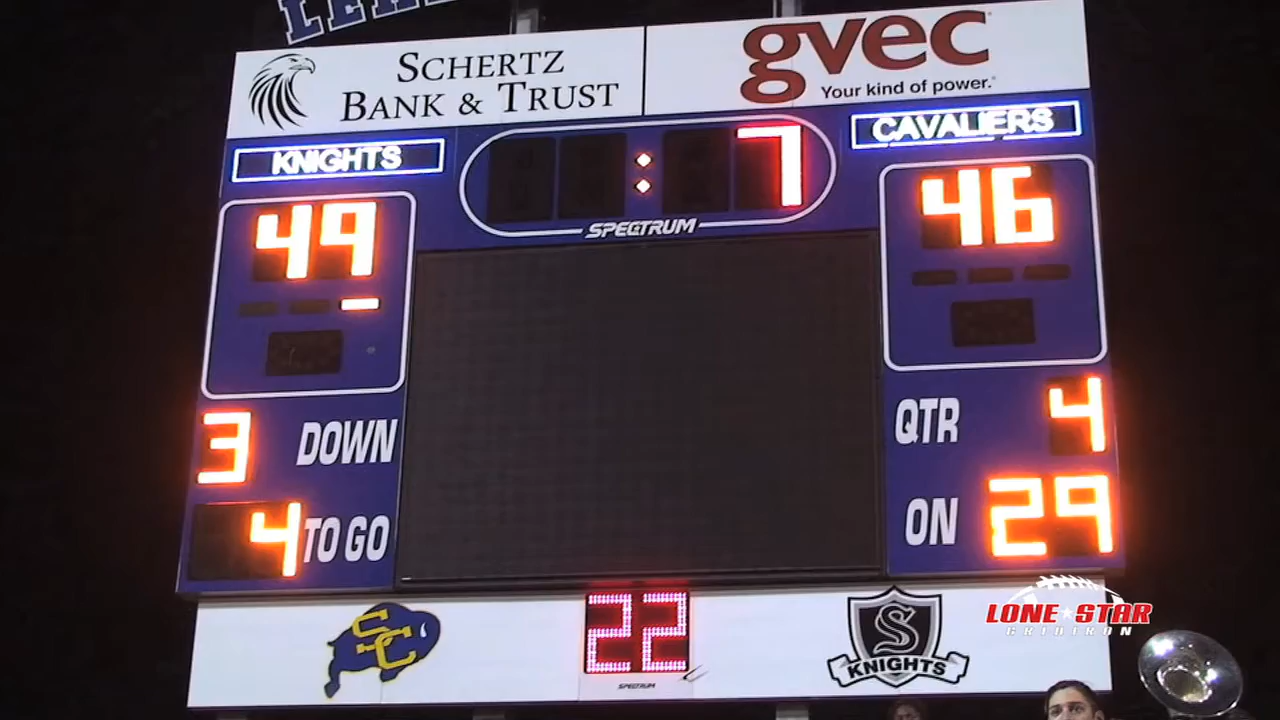 SCHERTZ
BANK & TRUST
gvec
Your kind of power.
KNIGHTS
: 7
CAVALIERS
49
SPECTRUM
46
3 DOWN
QTR 4
4 TO GO
ON 29
SC
22
SPECTRUM
S
KNIGHTS
LONE STAR
GRIDIRON